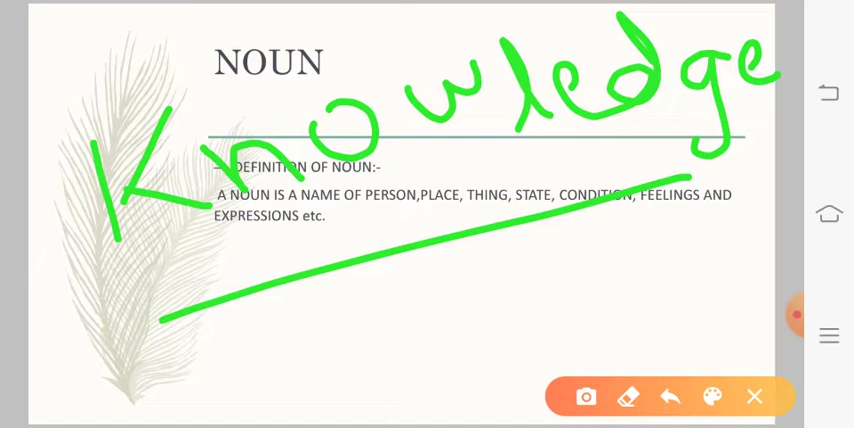 NOUN
Knowledge
– DEFINITION OF NOUN:-
A NOUN IS A NAME OF PERSON,PLACE, THING, STATE, CONDITION, FEELINGS AND
EXPRESSIONS etc.